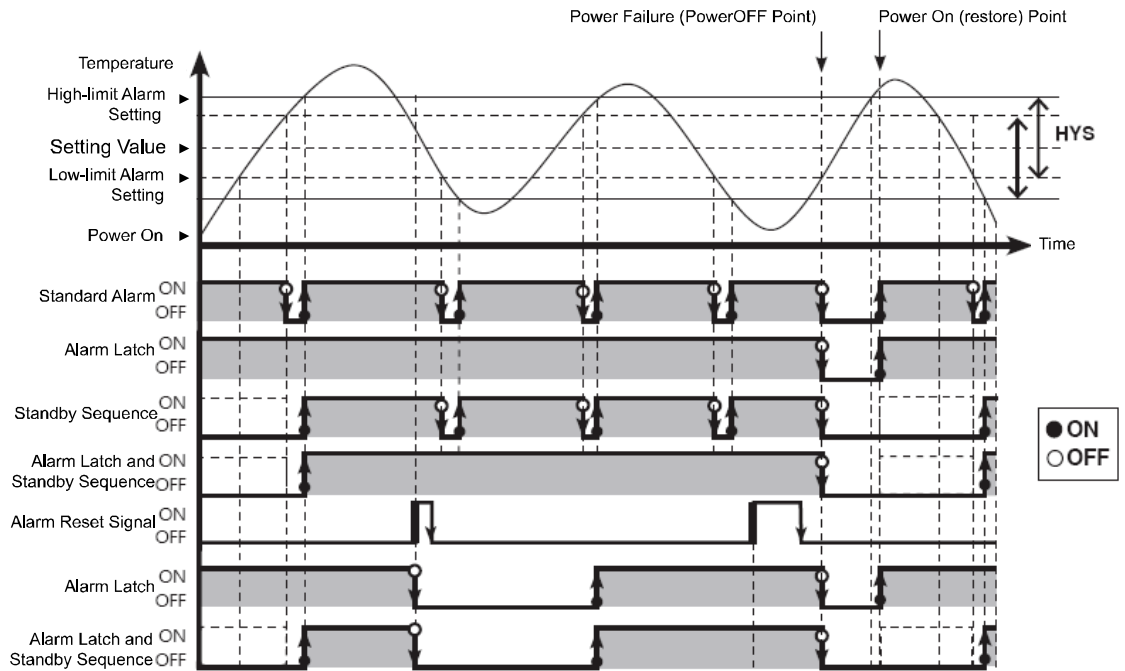 Power Failure (PowerOFF Point)
Power On (restore) Point
Temperature
High-limit Alarm
Setting
Setting Value
Low-limit Alarm
Setting
Power On
HYS
Time
Standard Alarm
ON
OFF
Alarm Latch
ON
OFF
Standby Sequence
ON
OFF
Alarm Latch and
Standby Sequence
ON
OFF
Alarm Reset Signal
ON
OFF
Alarm Latch
ON
OFF
Alarm Latch and
Standby Sequence
ON
OFF
ON
OFF